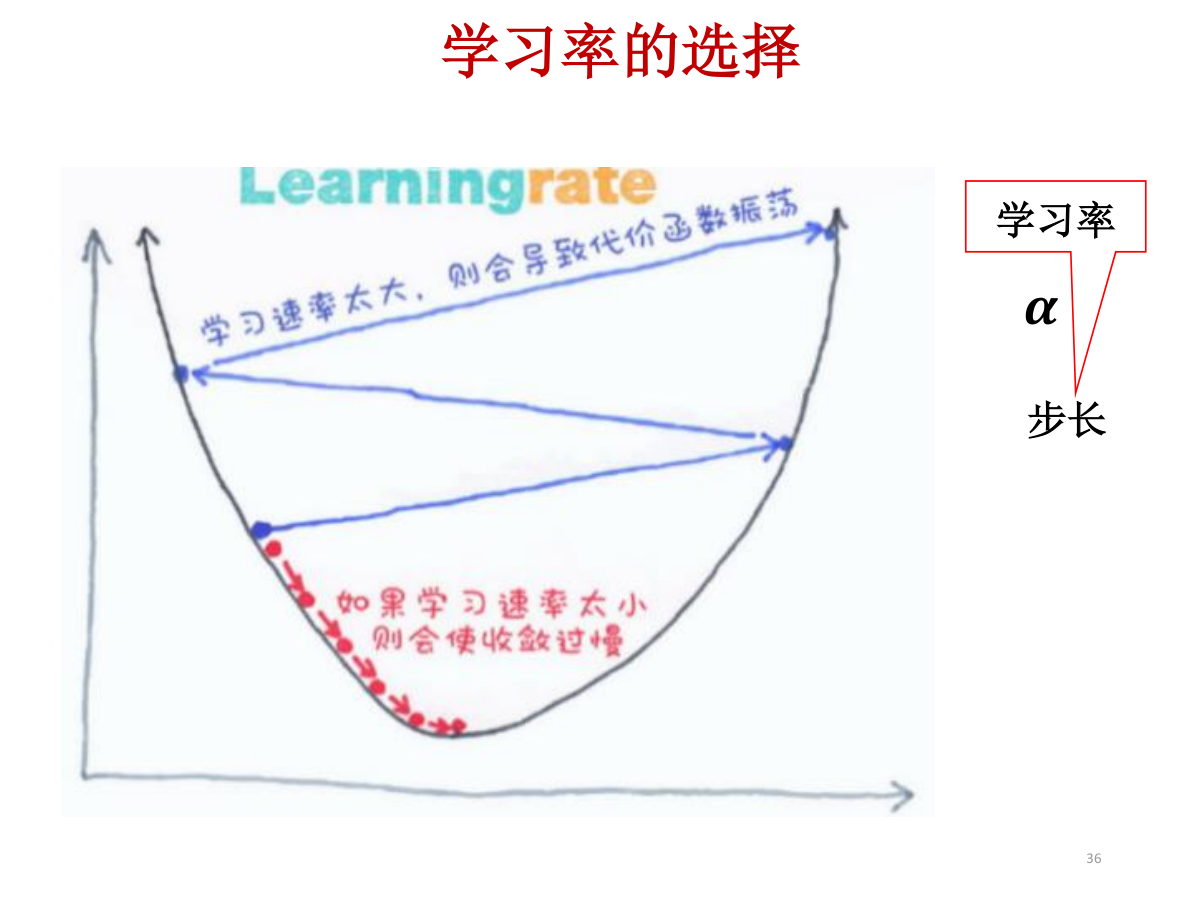 学习率的选择
Learningrate
学习速率太大，则会导致代价函数振荡
如果学习速率太小
则会使收敛过慢
学习率
α
步长
36